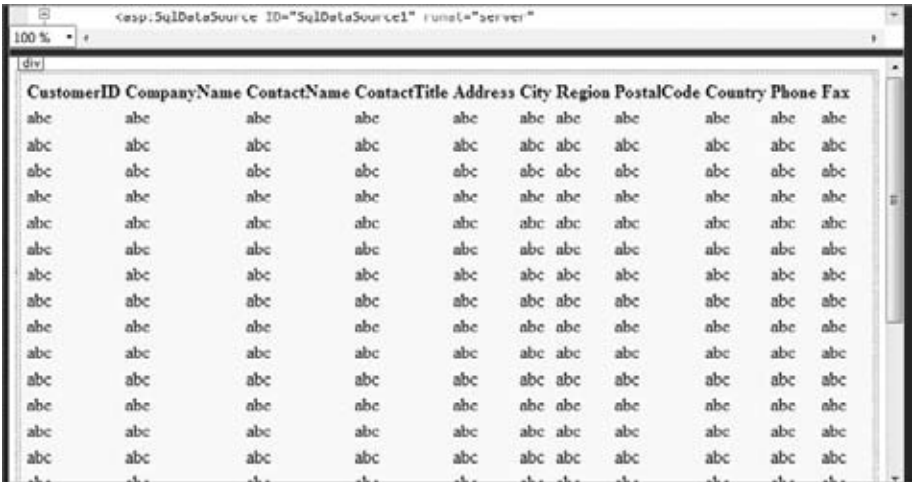 <asp:SqlDataSource ID="SqlDataSource1" runat="server"
100 %
div
CustomerID CompanyName ContactName ContactTitle Address City Region PostalCode Country Phone Fax
abc abc abc abc abc abc abc abc abc abc abc
abc abc abc abc abc abc abc abc abc abc abc
abc abc abc abc abc abc abc abc abc abc abc
abc abc abc abc abc abc abc abc abc abc abc
abc abc abc abc abc abc abc abc abc abc abc
abc abc abc abc abc abc abc abc abc abc abc
abc abc abc abc abc abc abc abc abc abc abc
abc abc abc abc abc abc abc abc abc abc abc
abc abc abc abc abc abc abc abc abc abc abc
abc abc abc abc abc abc abc abc abc abc abc
abc abc abc abc abc abc abc abc abc abc abc
abc abc abc abc abc abc abc abc abc abc abc
abc abc abc abc abc abc abc abc abc abc abc
abc abc abc abc abc abc abc abc abc abc abc